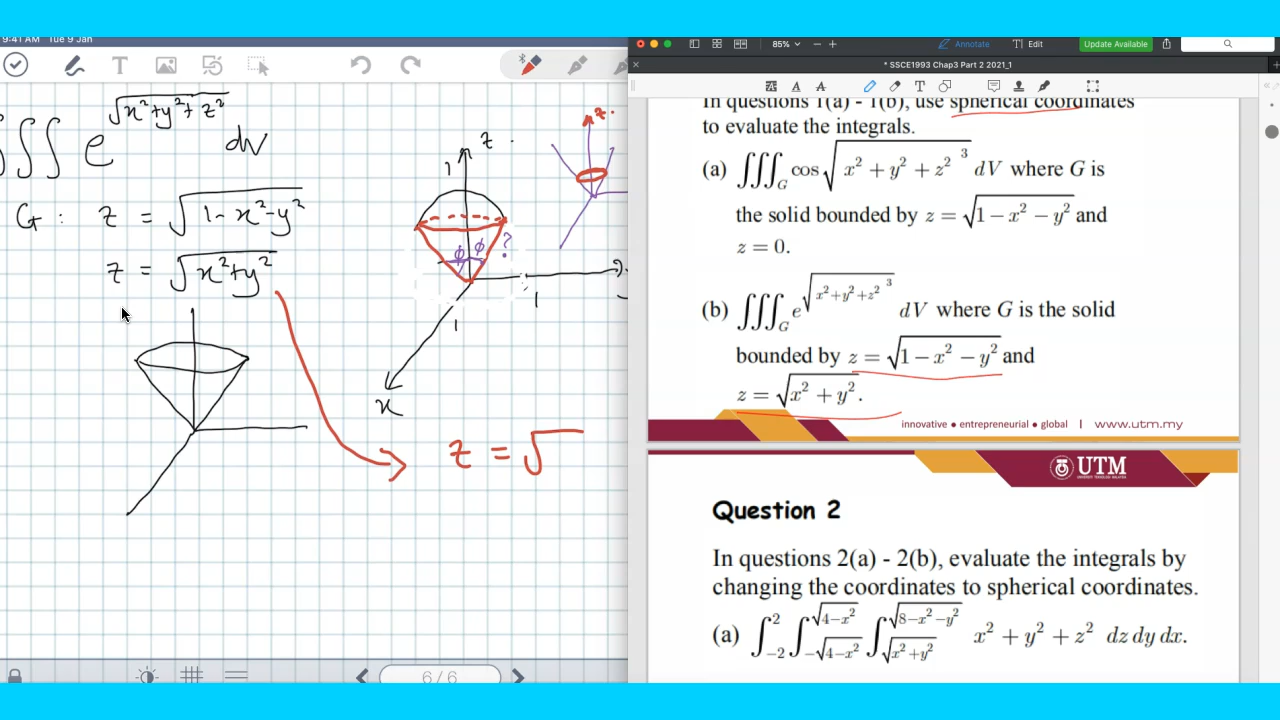 9:41 AM Tue 9 Jan
∫∫∫ e^√(x²+y²+z²) dV
G : z = √(1-x²-y²)
z = √(x²+y²)
z
1
φ φ ?
1
1
x
z = √
z
6 / 6
85%
Annotate
Edit
Update Available
* SSCE1993 Chap3 Part 2 2021_1
In questions 1(a) - 1(b), use spherical coordinates
to evaluate the integrals.
(a) ∭_G cos √(x² + y² + z²)^3 dV where G is
the solid bounded by z = √(1 − x² − y²) and
z = 0.
(b) ∭_G e^√(x²+y²+z²)^3 dV where G is the solid
bounded by z = √(1 − x² − y²) and
z = √(x² + y²).
innovative ● entrepreneurial ● global | www.utm.my
UTM
Question 2
In questions 2(a) - 2(b), evaluate the integrals by
changing the coordinates to spherical coordinates.
(a) ∫_{−2}^{2} ∫_{−√(4−x²)}^{√(4−x²)} ∫_{√(x²+y²)}^{√(8−x²−y²)} x² + y² + z² dz dy dx.